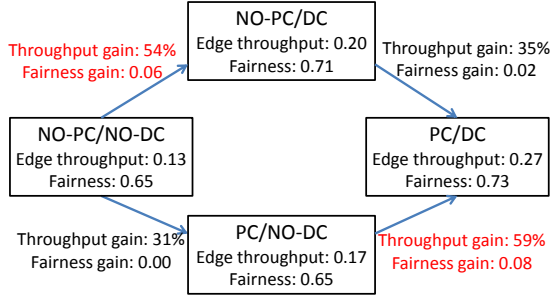 NO-PC/DC
Edge throughput: 0.20
Fairness: 0.71
Throughput gain: 54%
Fairness gain: 0.06
Throughput gain: 35%
Fairness gain: 0.02
NO-PC/NO-DC
Edge throughput: 0.13
Fairness: 0.65
PC/DC
Edge throughput: 0.27
Fairness: 0.73
Throughput gain: 31%
Fairness gain: 0.00
PC/NO-DC
Edge throughput: 0.17
Fairness: 0.65
Throughput gain: 59%
Fairness gain: 0.08